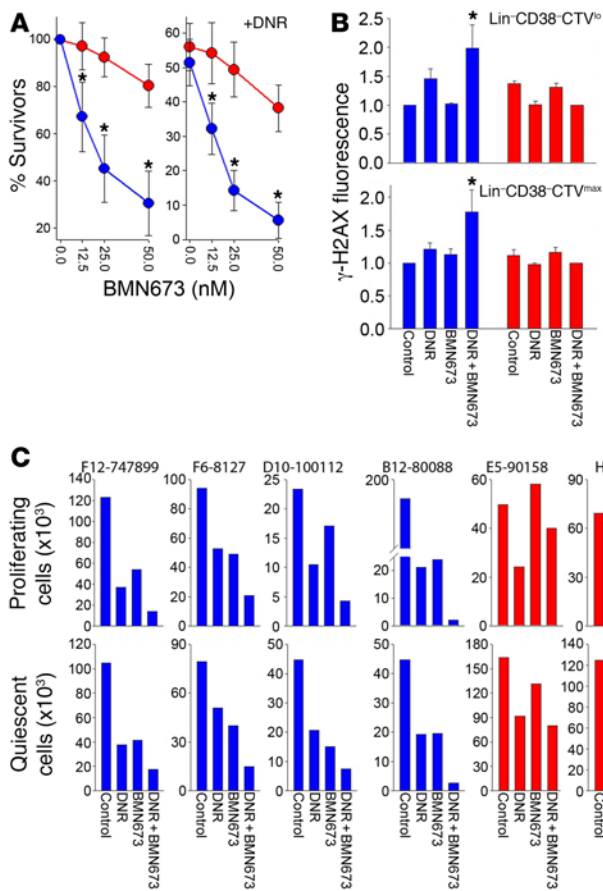 A
+DNR
% Survivors
100
80
60
40
20
60
50
40
30
20
10
0
0.0
12.5
25.0
50.0
0.0
12.5
25.0
50.0
BMN673 (nM)
B
Lin⁻CD38⁻CTVˡᵒ
γ-H2AX fluorescence
2.5
2.0
1.5
1.0
0.5
0.0
Lin⁻CD38⁻CTVᵐᵃˣ
2.0
1.5
1.0
0.5
0.0
Control
DNR
BMN673
DNR + BMN673
Control
DNR
BMN673
DNR + BMN673
C
F12-747899
F6-8127
D10-100112
B12-80088
E5-90158
H
Proliferating
cells (x10³)
140
120
100
80
60
40
20
0
100
80
60
40
20
0
25
20
15
10
5
0
200
20
10
0
60
40
20
0
90
60
30
0
Quiescent
cells (x10³)
120
100
80
60
40
20
0
90
60
30
0
50
40
30
20
10
0
50
40
30
20
10
0
180
150
120
90
60
30
0
140
120
100
80
60
40
20
0
Control
DNR
BMN673
DNR + BMN673
Control
DNR
BMN673
DNR + BMN673
Control
DNR
BMN673
DNR + BMN673
Control
DNR
BMN673
DNR + BMN673
Control
DNR
BMN673
DNR + BMN673
Control